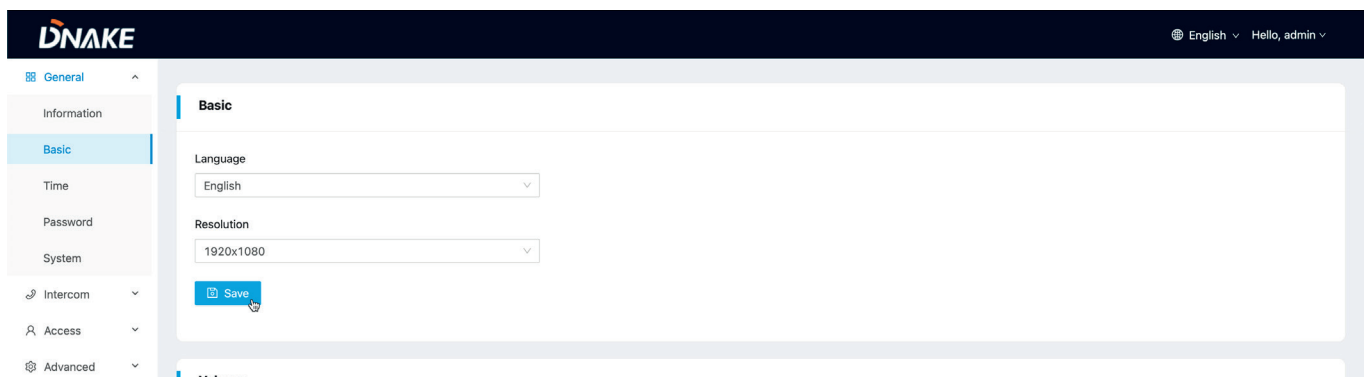 DNAKE
English Hello, admin
General
Information
Basic
Time
Password
System
Intercom
Access
Advanced
Basic
Language
English
Resolution
1920x1080
Save